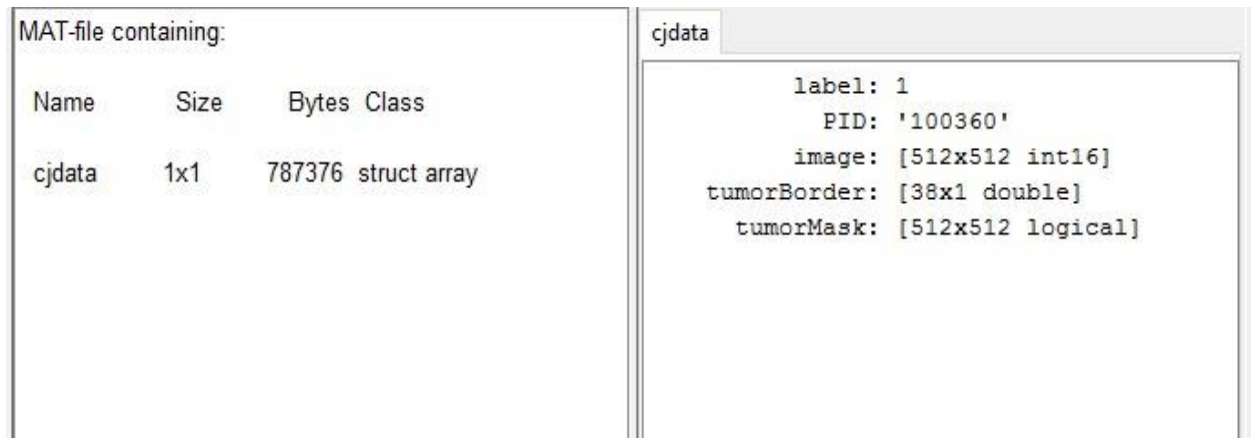 MAT-file containing:
Name Size Bytes Class
cjdata 1x1 787376 struct array
cjdata
label: 1
PID: '100360'
image: [512x512 int16]
tumorBorder: [38x1 double]
tumorMask: [512x512 logical]